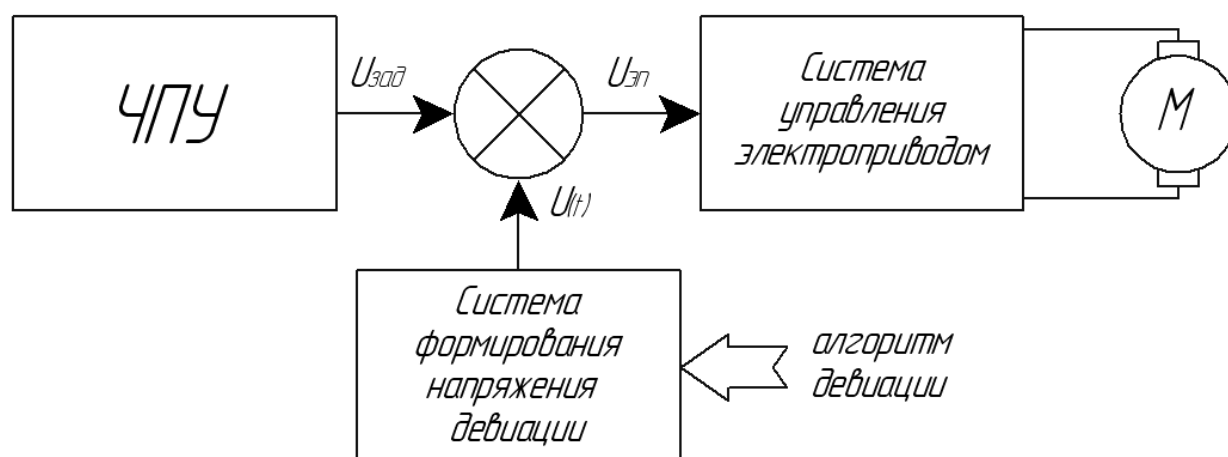 ЧПУ
Uзад
Uэп
Система
управления
электроприводом
М
U(t)
Система
формирования
напряжения
девиации
алгоритм
девиации